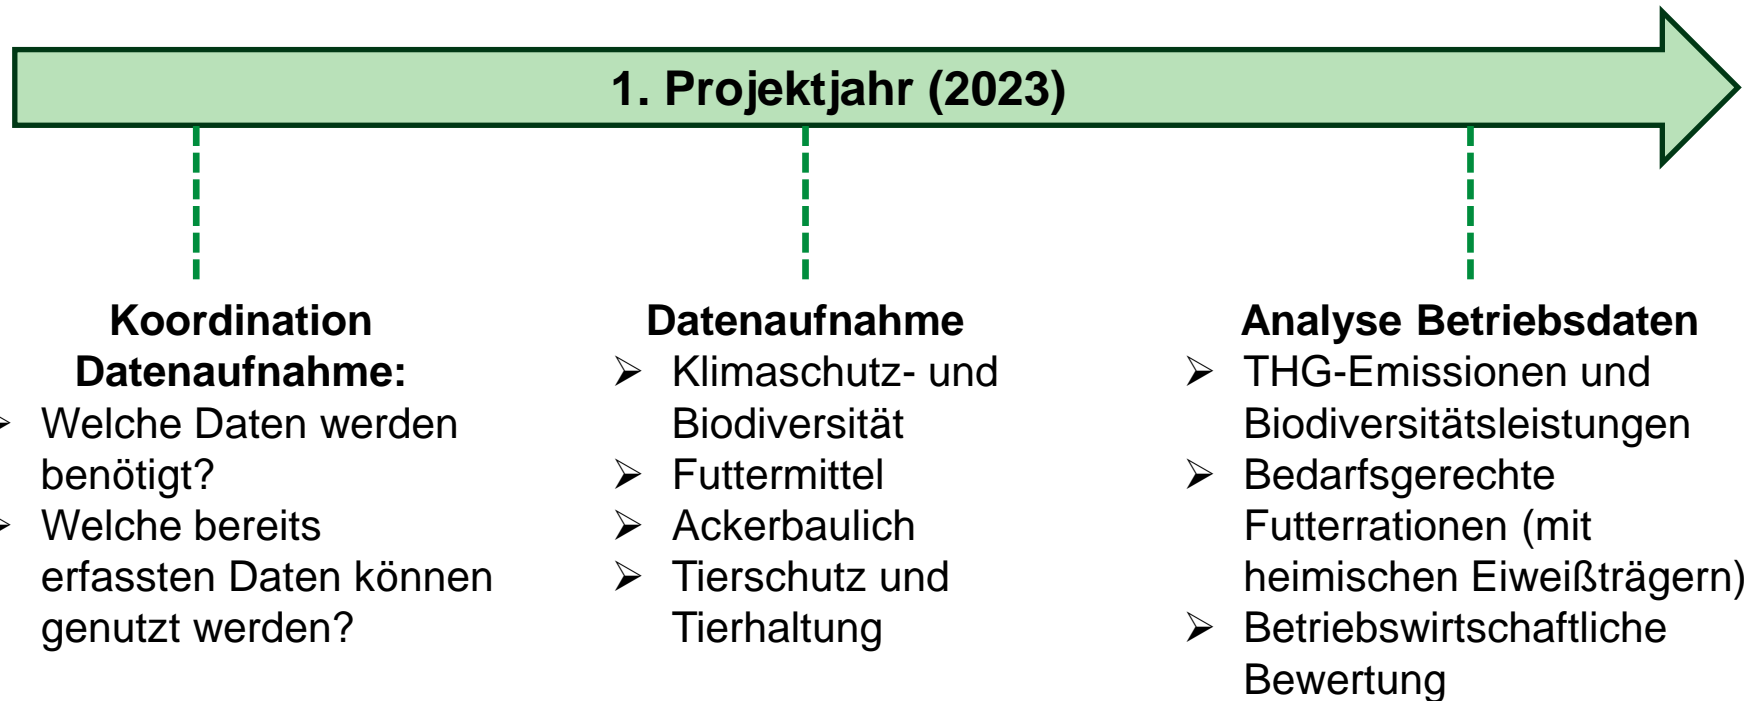 1. Projektjahr (2023)
Koordination
Datenaufnahme:
➢ Welche Daten werden
benötigt?
➢ Welche bereits
erfassten Daten können
genutzt werden?
Datenaufnahme
➢ Klimaschutz- und
Biodiversität
➢ Futtermittel
➢ Ackerbaulich
➢ Tierschutz und
Tierhaltung
Analyse Betriebsdaten
➢ THG-Emissionen und
Biodiversitätsleistungen
➢ Bedarfsgerechte
Futterrationen (mit
heimischen Eiweißträgern)
➢ Betriebswirtschaftliche
Bewertung